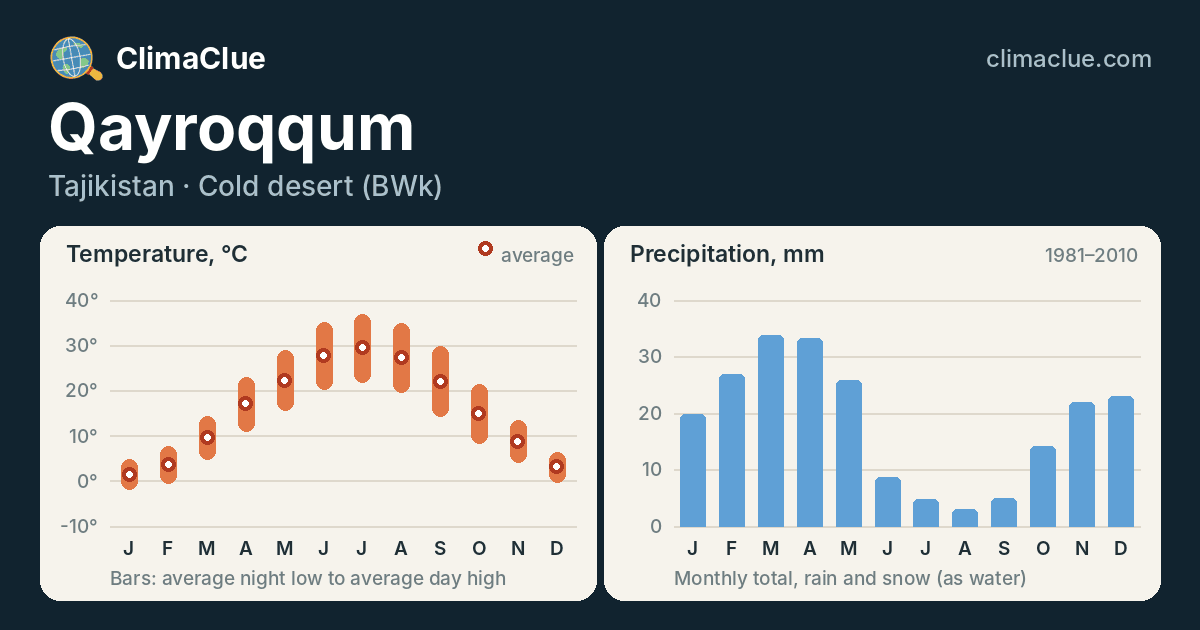 ClimaClue
climaclue.com
Qayroqqum
Tajikistan · Cold desert (BWk)
Temperature, °C
average
40°
30°
20°
10°
0°
-10°
J F M A M J J A S O N D
Bars: average night low to average day high
Precipitation, mm
1981–2010
40
30
20
10
0
J F M A M J J A S O N D
Monthly total, rain and snow (as water)